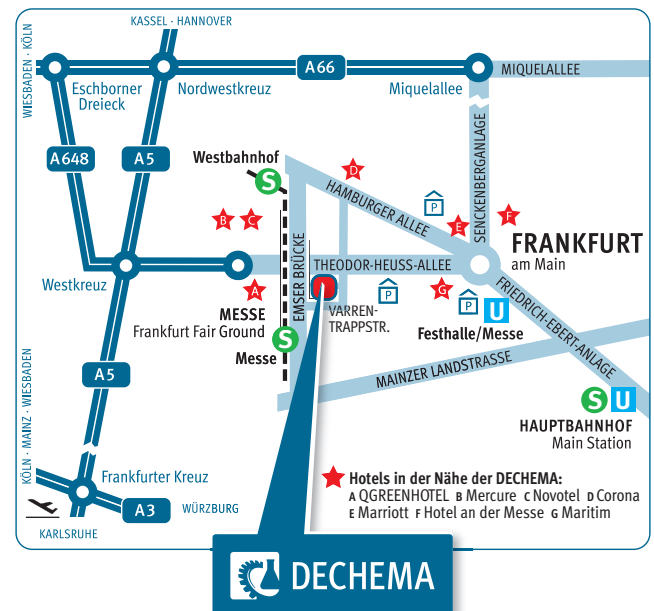 KASSEL · HANNOVER
WIESBADEN · KÖLN
A66
MIQUELALLEE
Eschborner
Dreieck
Nordwestkreuz
Miquelallee
A648
A5
Westbahnhof
S
D
HAMBURGER ALLEE
SENCKENBERGANLAGE
P
B
C
E
F
FRANKFURT
am Main
Westkreuz
EMSER BRÜCKE
THEODOR-HEUSS-ALLEE
A
G
P
P
U
FRIEDRICH-EBERT-ANLAGE
MESSE
Frankfurt Fair Ground
VARREN-
TRAPPSTR.
Festhalle/Messe
S
Messe
MAINZER LANDSTRASSE
A5
KÖLN · MAINZ · WIESBADEN
S
U
HAUPTBAHNHOF
Main Station
Frankfurter Kreuz
A3
WÜRZBURG
KARLSRUHE
Hotels in der Nähe der DECHEMA:
A QGREENHOTEL B Mercure C Novotel D Corona
E Marriott F Hotel an der Messe G Maritim
DECHEMA